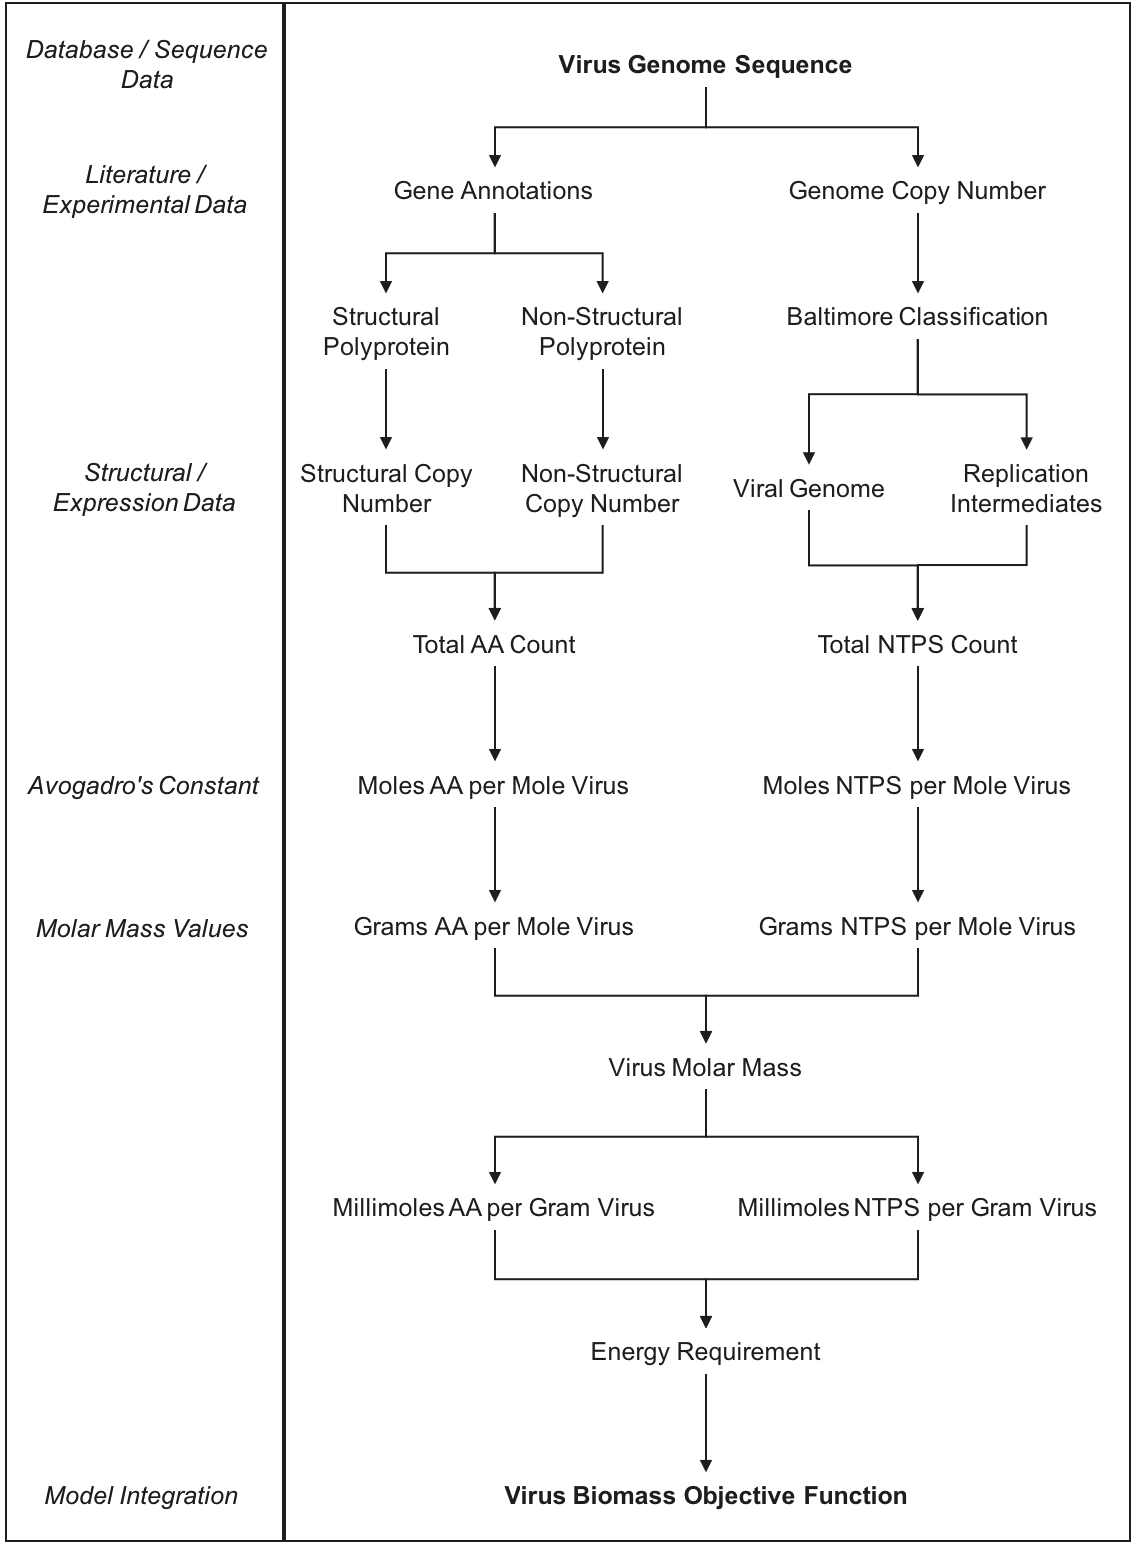 Database / Sequence
Data
Virus Genome Sequence
Literature /
Experimental Data
Gene Annotations
Genome Copy Number
Structural
Polyprotein
Non-Structural
Polyprotein
Baltimore Classification
Structural /
Expression Data
Structural Copy
Number
Non-Structural
Copy Number
Viral Genome
Replication
Intermediates
Total AA Count
Total NTPS Count
Avogadro's Constant
Moles AA per Mole Virus
Moles NTPS per Mole Virus
Molar Mass Values
Grams AA per Mole Virus
Grams NTPS per Mole Virus
Virus Molar Mass
Millimoles AA per Gram Virus
Millimoles NTPS per Gram Virus
Energy Requirement
Model Integration
Virus Biomass Objective Function